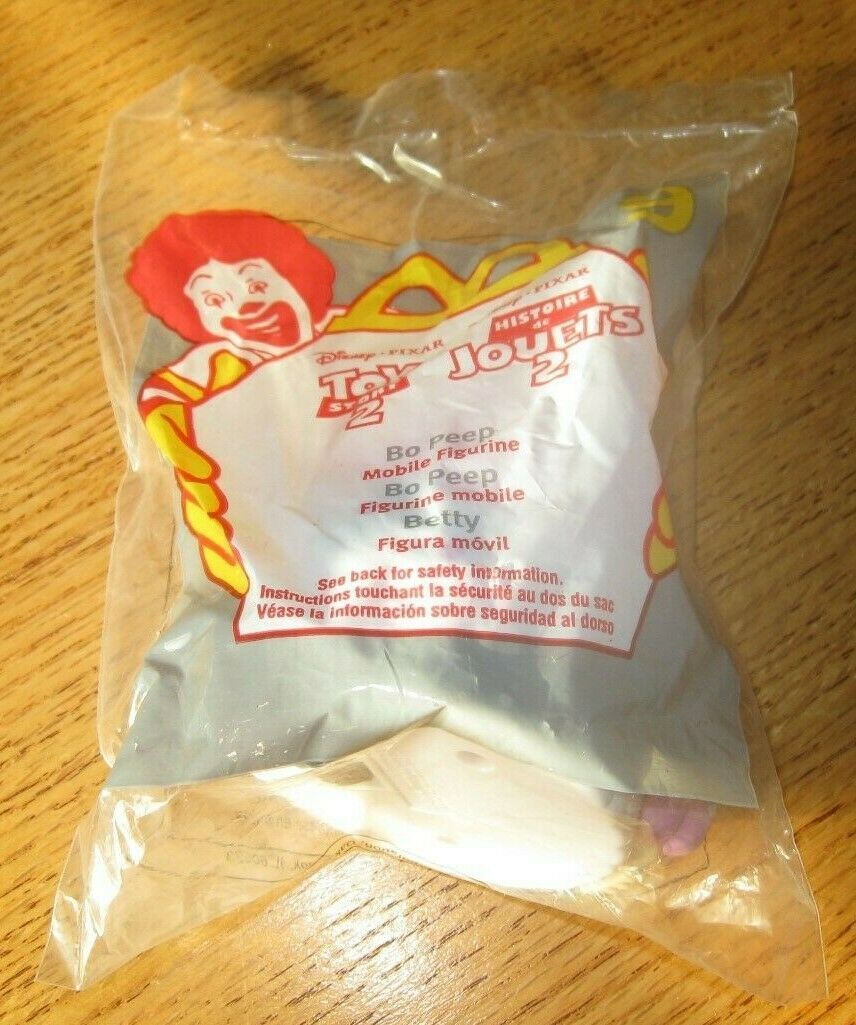 Disney · PIXAR
TOY
STORY
2
Disney · PIXAR
HISTOIRE
de
JOUETS
2
Bo Peep
Mobile Figurine
Bo Peep
Figurine mobile
Betty
Figura móvil
See back for safety information.
Instructions touchant la sécurité au dos du sac
Véase la información sobre seguridad al dorso